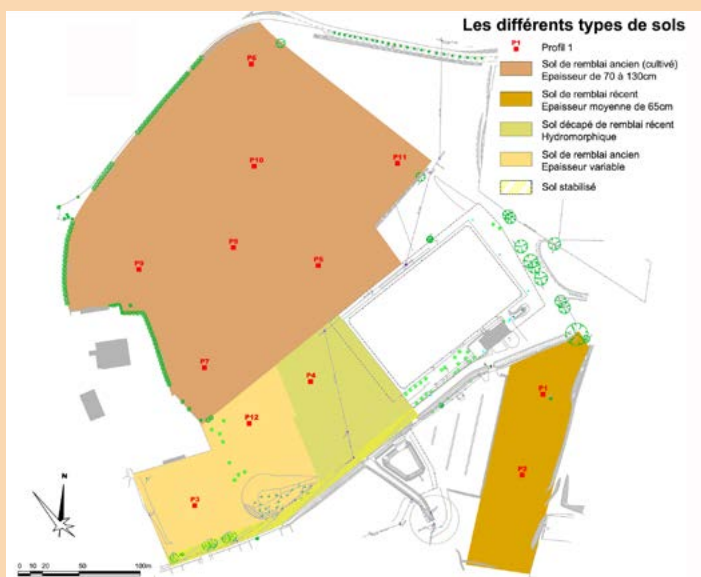 Les différents types de sols
P1
Profil 1
Sol de remblai ancien (cultivé)
Epaisseur de 70 à 130cm
Sol de remblai récent
Epaisseur moyenne de 65cm
Sol décapé de remblai récent
Hydromorphique
Sol de remblai ancien
Epaisseur variable
Sol stabilisé
P6
P10
P11
P8
P5
P9
P7
P4
P12
P1
P2
P3
N
0 10 20 50 100m